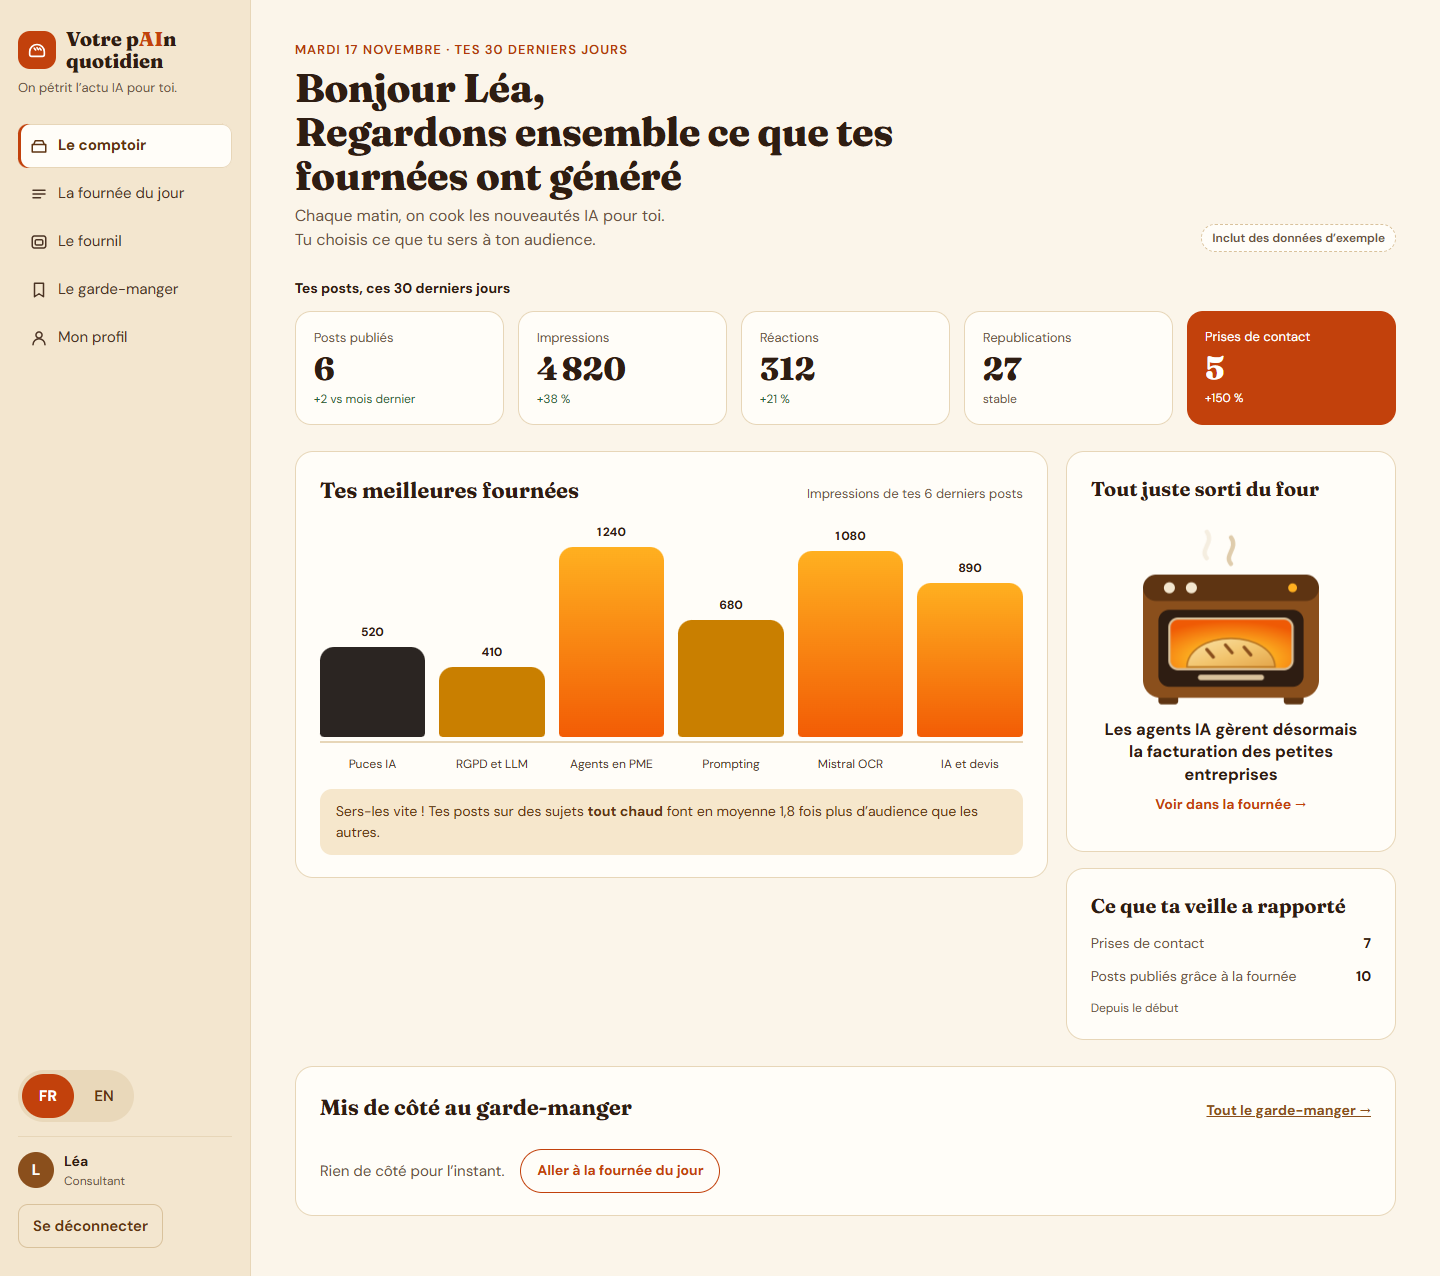 Votre pAIn
quotidien
On pétrit l’actu IA pour toi.
Le comptoir
La fournée du jour
Le fournil
Le garde-manger
Mon profil
FR
EN
L
Léa
Consultant
Se déconnecter
MARDI 17 NOVEMBRE · TES 30 DERNIERS JOURS
Bonjour Léa,
Regardons ensemble ce que tes
fournées ont généré
Chaque matin, on cook les nouveautés IA pour toi.
Tu choisis ce que tu sers à ton audience.
Inclut des données d’exemple
Tes posts, ces 30 derniers jours
Posts publiés
6
+2 vs mois dernier
Impressions
4 820
+38 %
Réactions
312
+21 %
Republications
27
stable
Prises de contact
5
+150 %
Tes meilleures fournées
Impressions de tes 6 derniers posts
520
410
1 240
680
1 080
890
Puces IA
RGPD et LLM
Agents en PME
Prompting
Mistral OCR
IA et devis
Sers-les vite ! Tes posts sur des sujets tout chaud font en moyenne 1,8 fois plus d’audience que les
autres.
Tout juste sorti du four
Les agents IA gèrent désormais
la facturation des petites
entreprises
Voir dans la fournée →
Ce que ta veille a rapporté
Prises de contact 7
Posts publiés grâce à la fournée 10
Depuis le début
Mis de côté au garde-manger
Tout le garde-manger →
Rien de côté pour l’instant.
Aller à la fournée du jour